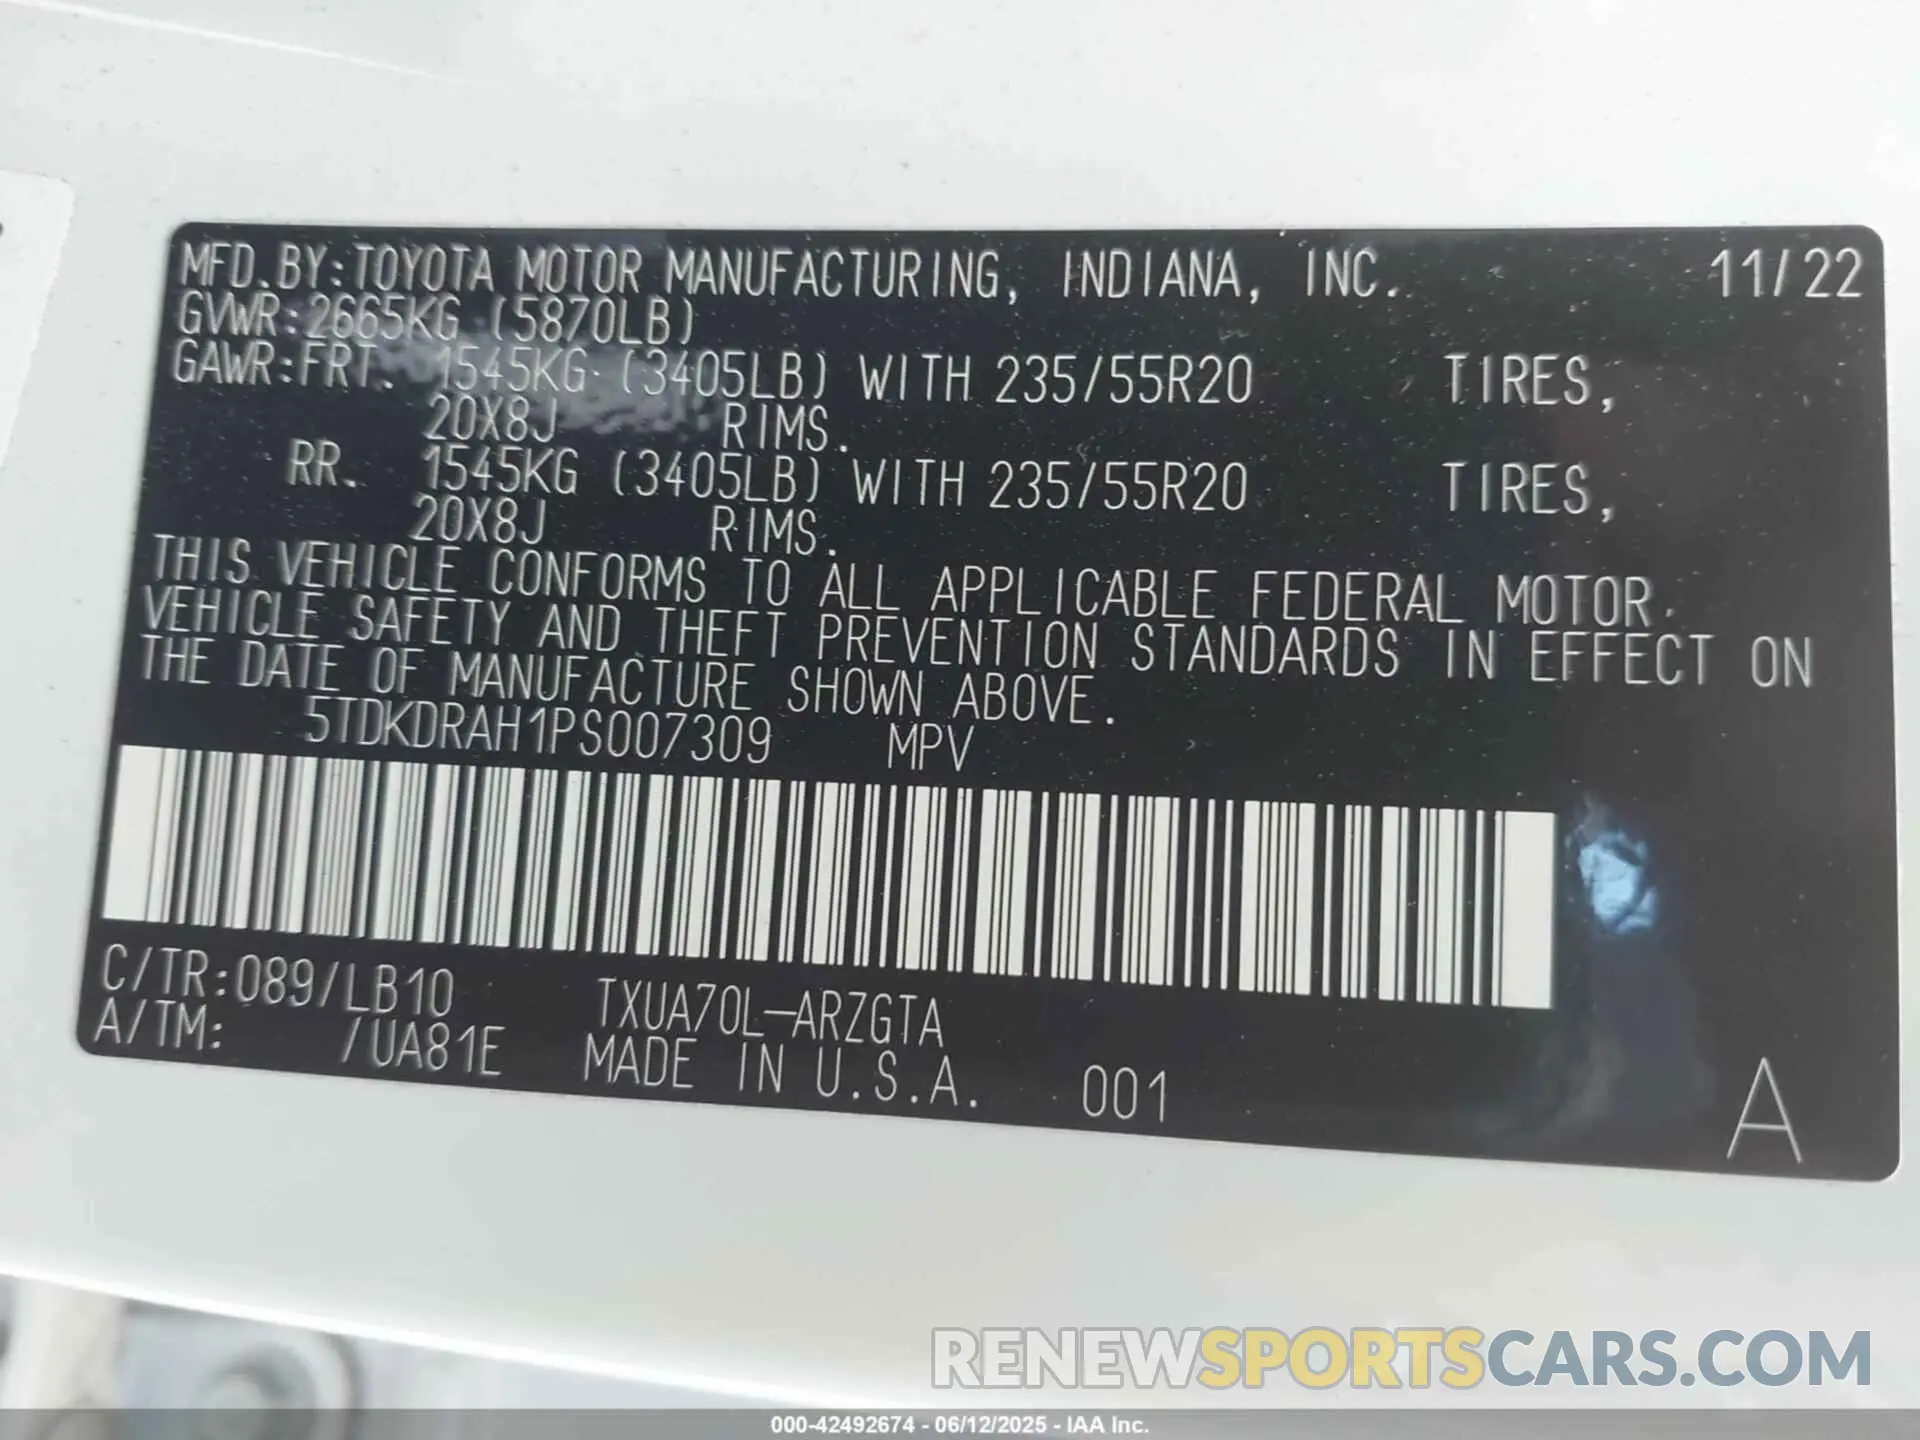 MFD.BY:TOYOTA MOTOR MANUFACTURING, INDIANA, INC. 11/22
GVWR:2665KG (5870LB)
GAWR:FRT. 1545KG (3405LB) WITH 235/55R20 TIRES,
20X8J RIMS.
RR. 1545KG (3405LB) WITH 235/55R20 TIRES,
20X8J RIMS.
THIS VEHICLE CONFORMS TO ALL APPLICABLE FEDERAL MOTOR
VEHICLE SAFETY AND THEFT PREVENTION STANDARDS IN EFFECT ON
THE DATE OF MANUFACTURE SHOWN ABOVE.
5TDKDRAH1PS007309 MPV
C/TR:089/LB10 TXUA70L-ARZGTA
A/TM: /UA81E MADE IN U.S.A. 001
A
RENEWSPORTSCARS.COM
000-42492674 - 06/12/2025 - IAA Inc.